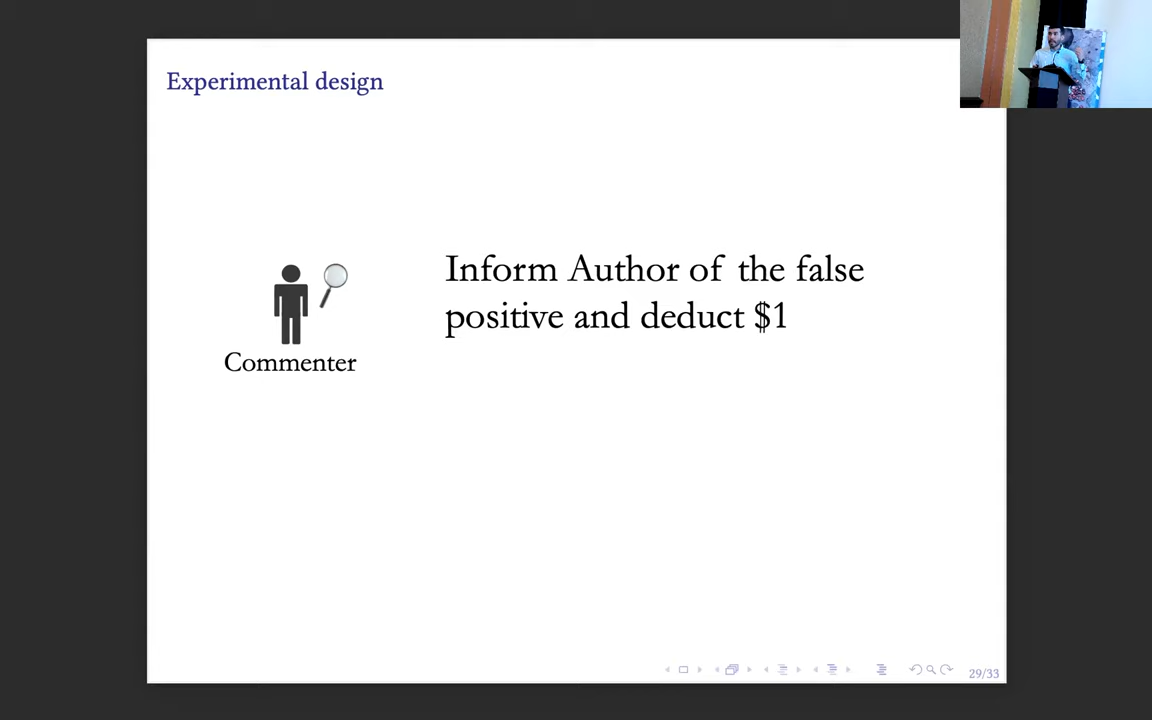 Experimental design
Inform Author of the false
positive and deduct $1
Commenter
29/33